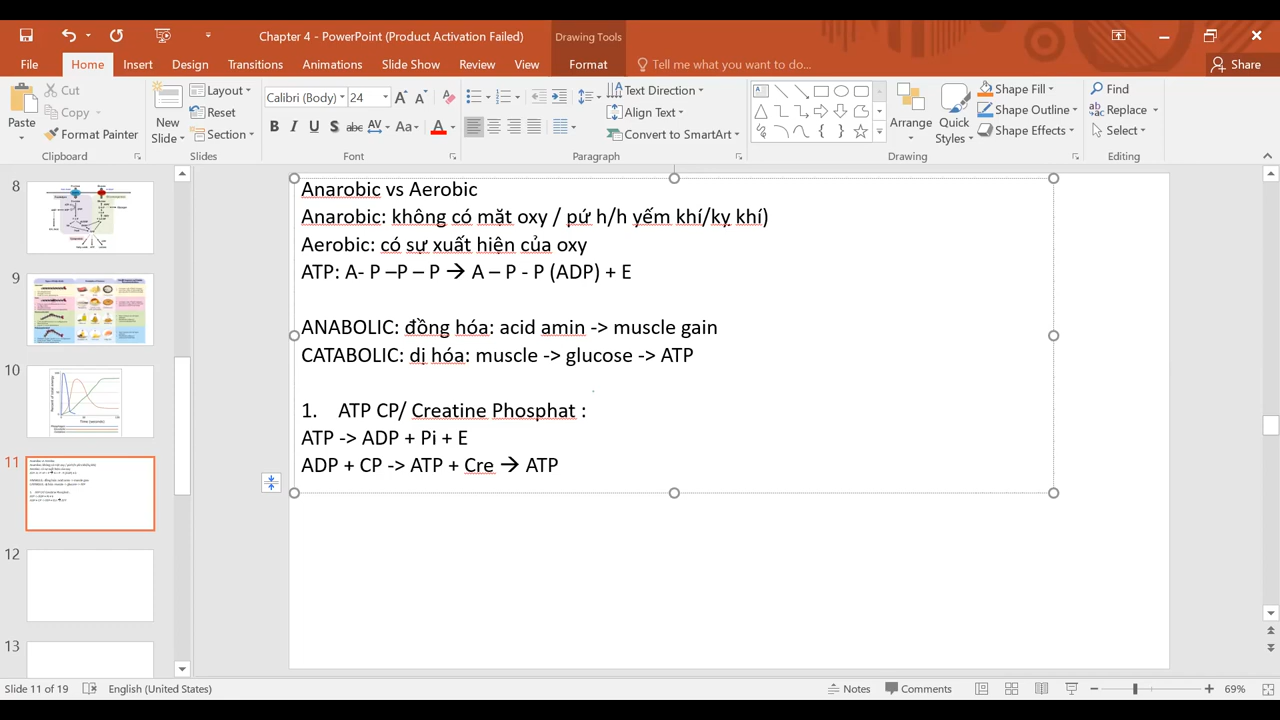 Chapter 4 - PowerPoint (Product Activation Failed)
Drawing Tools
File
Home
Insert
Design
Transitions
Animations
Slide Show
Review
View
Format
Tell me what you want to do...
Share
Paste
Cut
Copy
Format Painter
Clipboard
New Slide
Layout
Reset
Section
Slides
Calibri (Body)
24
Font
Text Direction
Align Text
Convert to SmartArt
Paragraph
Arrange
Quick Styles
Shape Fill
Shape Outline
Shape Effects
Drawing
Find
Replace
Select
Editing
8
9
10
11
12
13
Anarobic vs Aerobic
Anarobic: không có mặt oxy / pứ h/h yếm khí/kỵ khí)
Aerobic: có sự xuất hiện của oxy
ATP: A- P –P – P → A – P - P (ADP) + E
ANABOLIC: đồng hóa: acid amin -> muscle gain
CATABOLIC: dị hóa: muscle -> glucose -> ATP
1. ATP CP/ Creatine Phosphat :
ATP -> ADP + Pi + E
ADP + CP -> ATP + Cre → ATP
Slide 11 of 19
English (United States)
Notes
Comments
69%